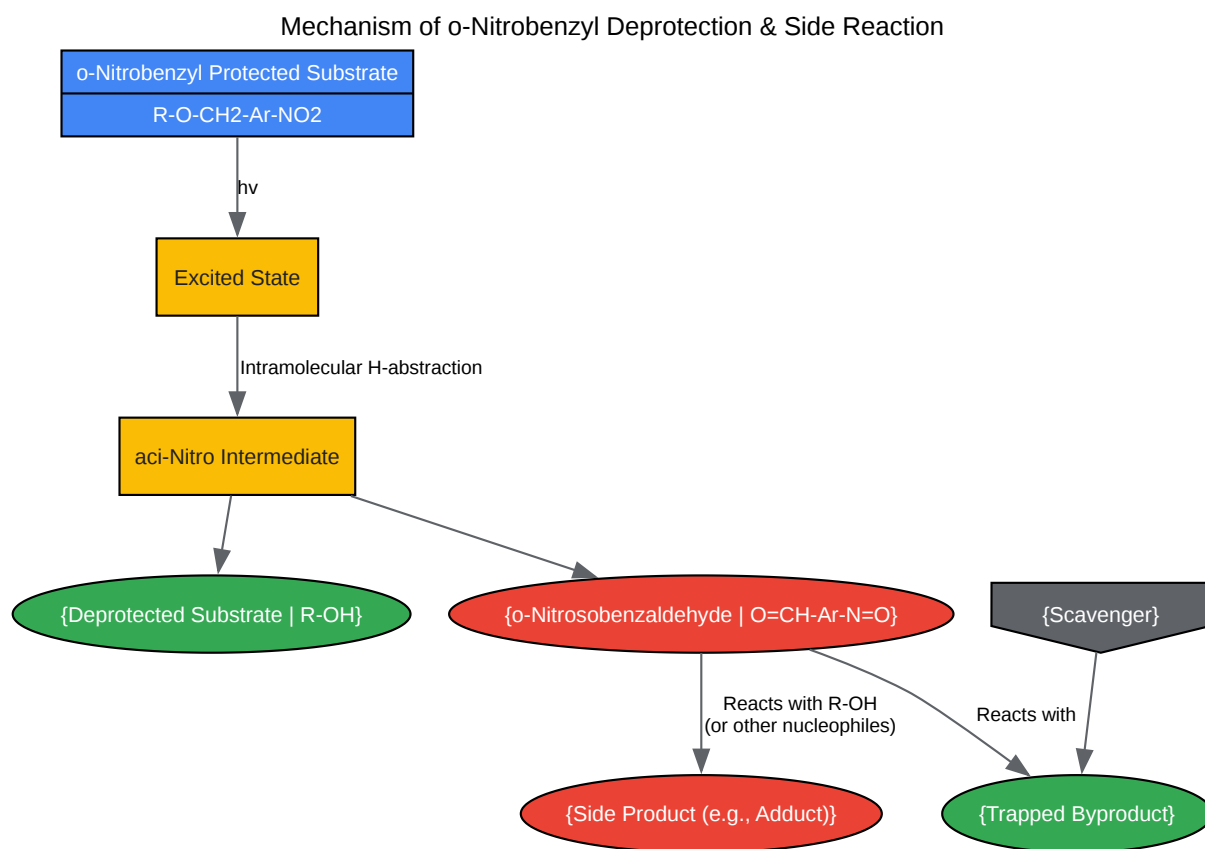 Mechanism of o-Nitrobenzyl Deprotection & Side Reaction
o-Nitrobenzyl Protected Substrate
R-O-CH2-Ar-NO2
hv
Excited State
Intramolecular H-abstraction
aci-Nitro Intermediate
{Deprotected Substrate | R-OH}
{o-Nitrosobenzaldehyde | O=CH-Ar-N=O}
{Scavenger}
Reacts with R-OH
(or other nucleophiles)
Reacts with
{Side Product (e.g., Adduct)}
{Trapped Byproduct}